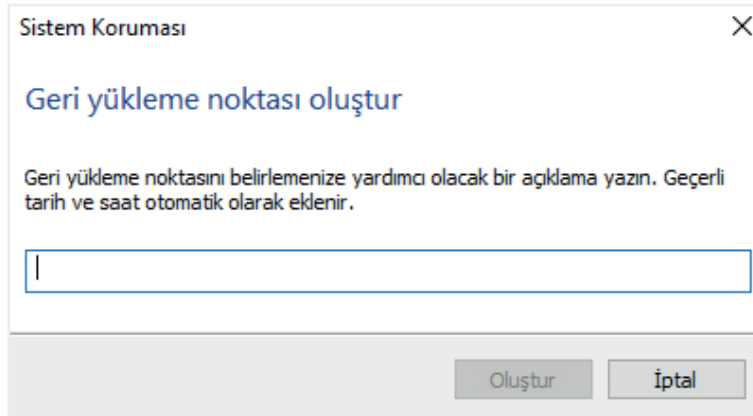 Sistem Koruması
Geri yükleme noktası oluştur
Geri yükleme noktasını belirlemenize yardımcı olacak bir açıklama yazın. Geçerli
tarih ve saat otomatik olarak eklenir.
Oluştur İptal